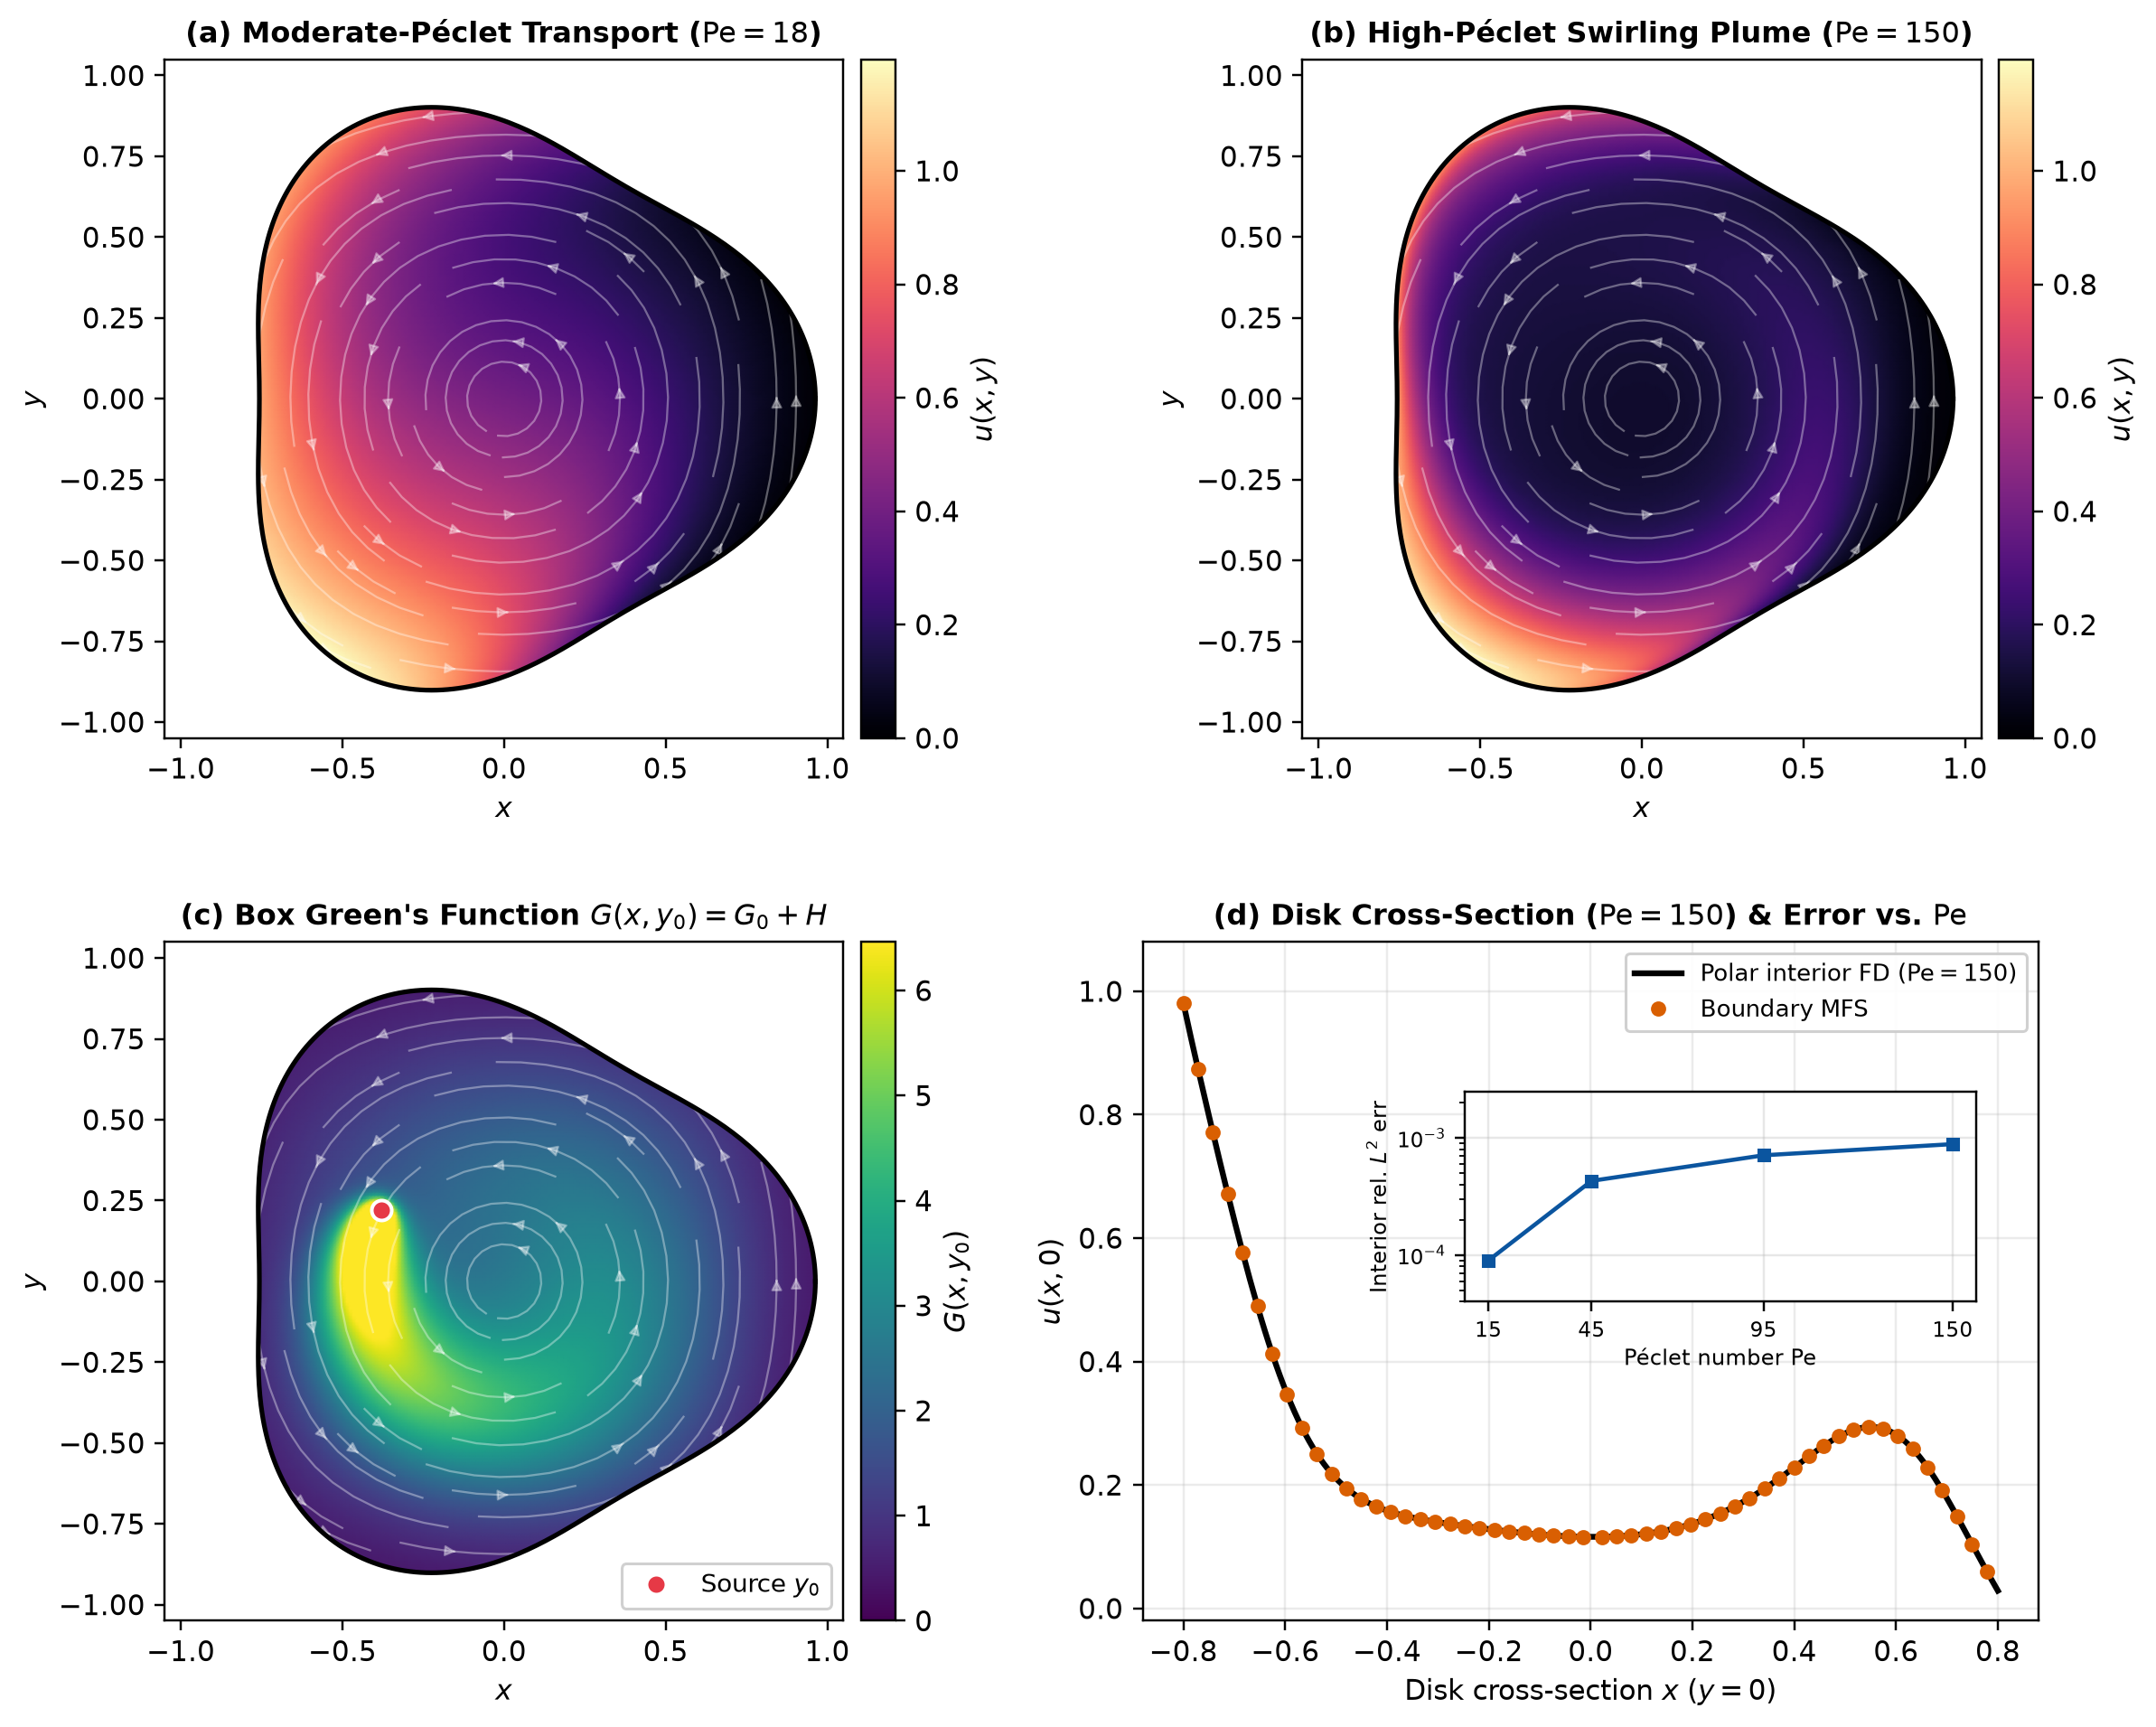 (a) Moderate-Péclet Transport (Pe = 18)
1.00
0.75
0.50
0.25
0.00
−0.25
−0.50
−0.75
−1.00
y
−1.0 −0.5 0.0 0.5 1.0
x
1.0
0.8
0.6
0.4
0.2
0.0
u(x, y)
(b) High-Péclet Swirling Plume (Pe = 150)
1.00
0.75
0.50
0.25
0.00
−0.25
−0.50
−0.75
−1.00
y
−1.0 −0.5 0.0 0.5 1.0
x
1.0
0.8
0.6
0.4
0.2
0.0
u(x, y)
(c) Box Green's Function G(x, y₀) = G₀ + H
1.00
0.75
0.50
0.25
0.00
−0.25
−0.50
−0.75
−1.00
y
Source y₀
−1.0 −0.5 0.0 0.5 1.0
x
6
5
4
3
2
1
0
G(x, y₀)
(d) Disk Cross-Section (Pe = 150) & Error vs. Pe
Polar interior FD (Pe = 150)
Boundary MFS
1.0
0.8
0.6
0.4
0.2
0.0
u(x, 0)
Interior rel. L² err
10⁻³
10⁻⁴
15 45 95 150
Péclet number Pe
−0.8 −0.6 −0.4 −0.2 0.0 0.2 0.4 0.6 0.8
Disk cross-section x (y = 0)